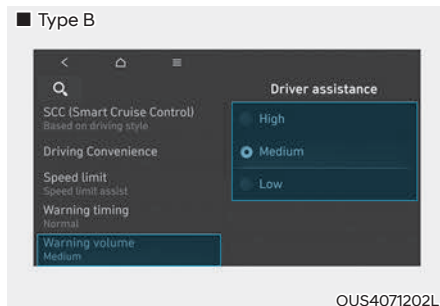 ■ Type B
Driver assistance
SCC (Smart Cruise Control)
Based on driving style
Driving Convenience
Speed limit
Speed limit assist
Warning timing
Normal
Warning volume
Medium
High
Medium
Low
OUS4071202L